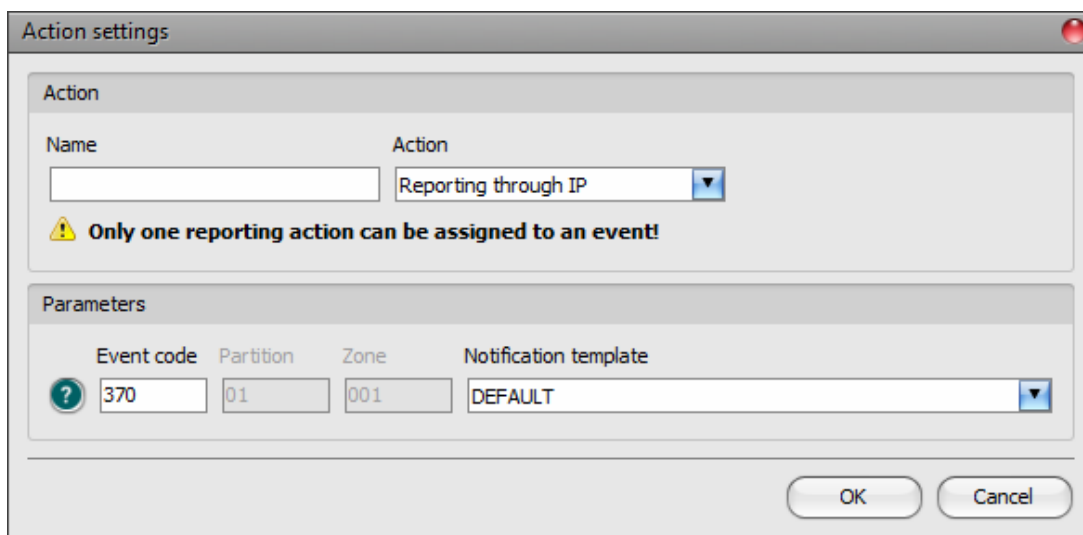 Action settings
Action
Name Action
Reporting through IP
Only one reporting action can be assigned to an event!
Parameters
Event code Partition Zone Notification template
? 370 01 001 DEFAULT
OK Cancel